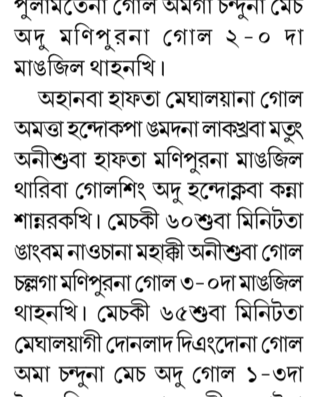 পুলামতেনা গোল অমগা চন্দুনা মেচ
অদু মণিপুরনা গোল ২-০ দা
মাঙজিল থাহনখি।
অহানবা হাফতা মেঘালয়ানা গোল
অমত্তা হন্দোকপা ঙমদনা লাকখ্রবা মতুং
অনীশুবা হাফতা মণিপুরনা মাঙজিল
থারিবা গোলশিং অদু হন্দোক্নবা কন্না
শান্নরকখি। মেচকী ৬০শুবা মিনিটতা
ঙাংবম নাওচানা মহাক্কী অনীশুবা গোল
চল্লগা মণিপুরনা গোল ৩-০দা মাঙজিল
থাহনখি। মেচকী ৬৫শুবা মিনিটতা
মেঘালয়াগী দোনলাদ দিএংদোনা গোল
অমা চন্দুনা মেচ অদু গোল ১-৩দা